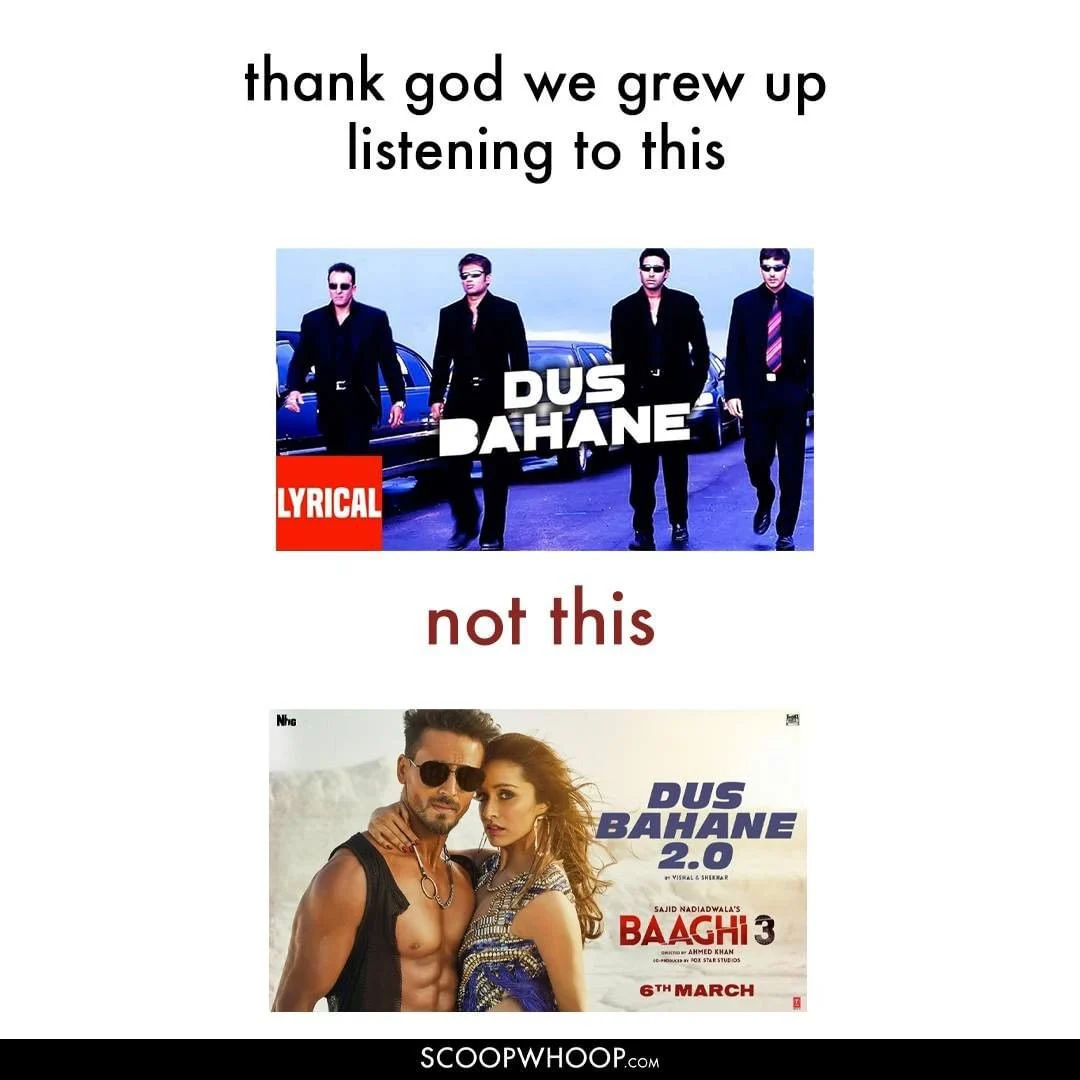 thank god we grew up
listening to this
DUS
BAHANE
LYRICAL
not this
DUS
BAHANE
2.0
BY VISHAL & SHEKHAR
SAJID NADIADWALA'S
BAAGHI 3
DIRECTED BY AHMED KHAN
CO-PRODUCED BY FOX STAR STUDIOS
6TH MARCH
SCOOPWHOOP.COM